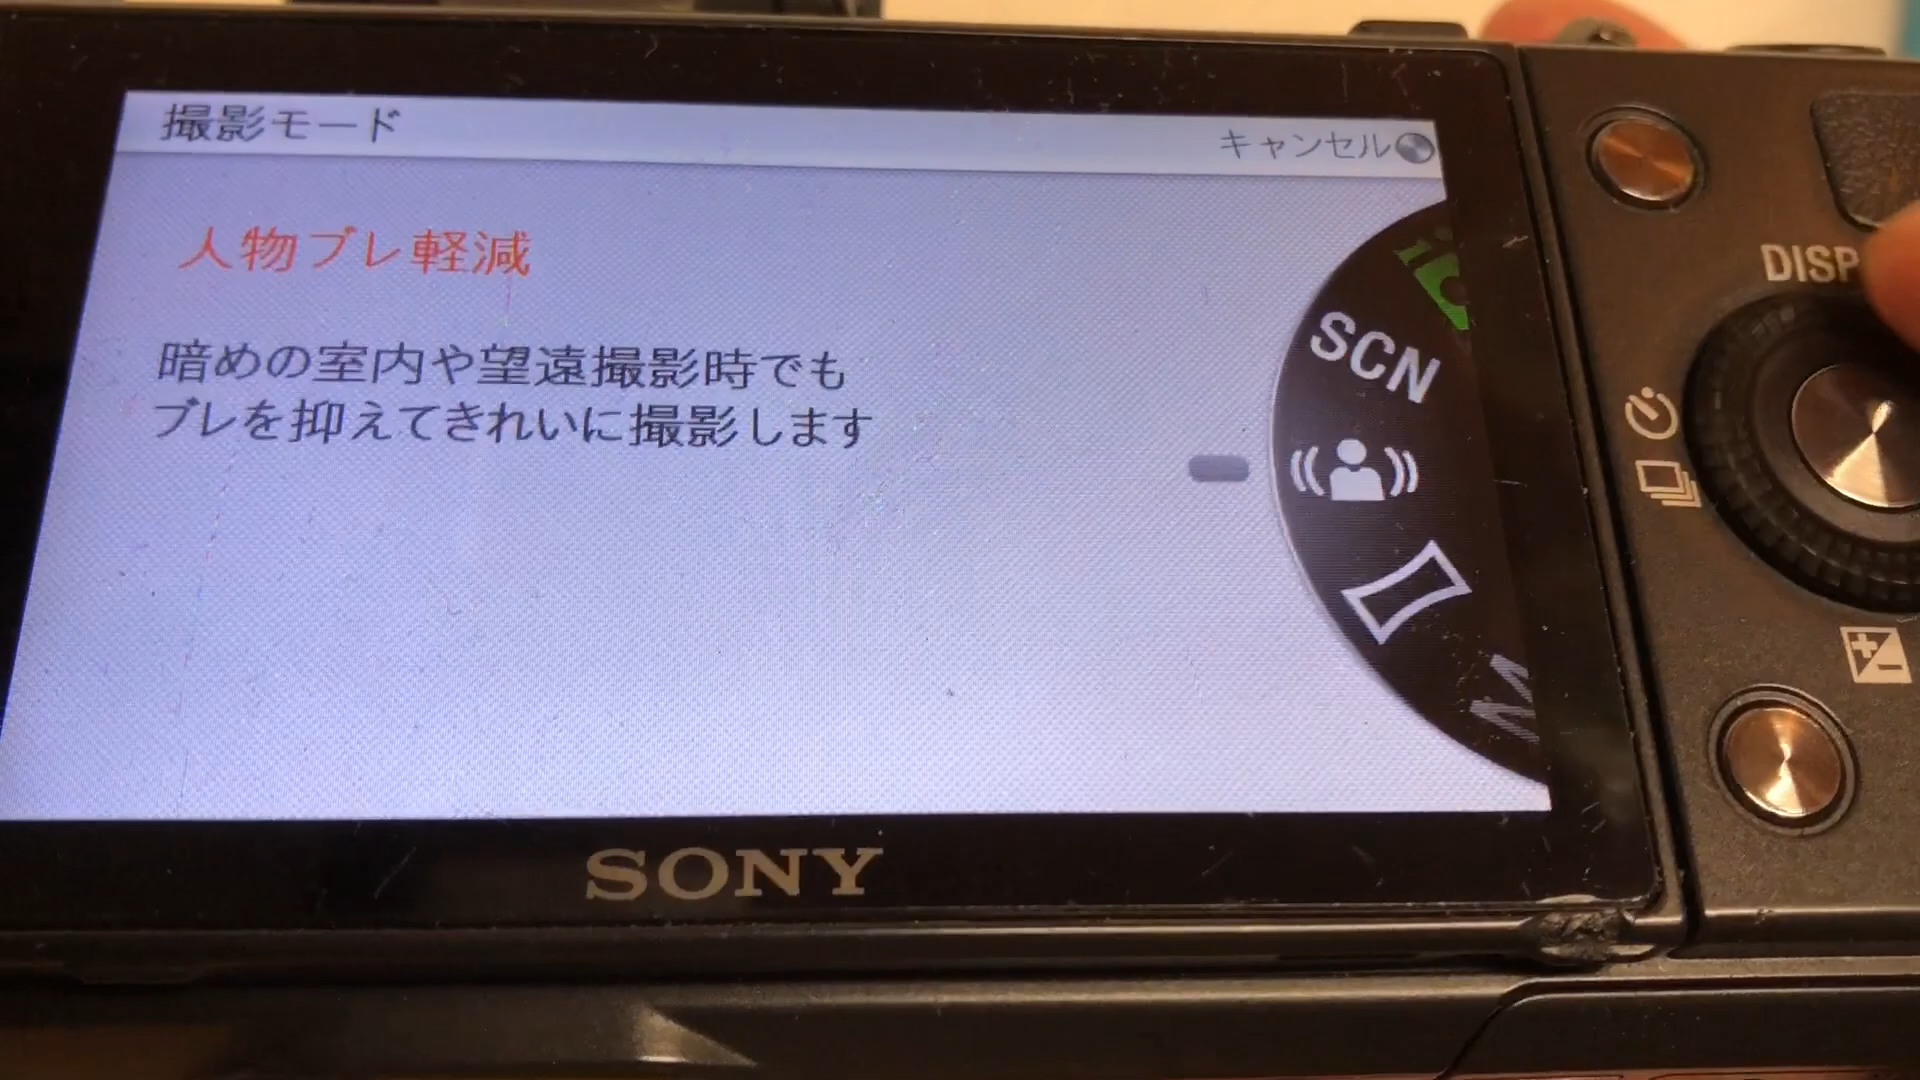 撮影モード
キャンセル
人物ブレ軽減
暗めの室内や望遠撮影時でも
ブレを抑えてきれいに撮影します
SCN
DISP
SONY